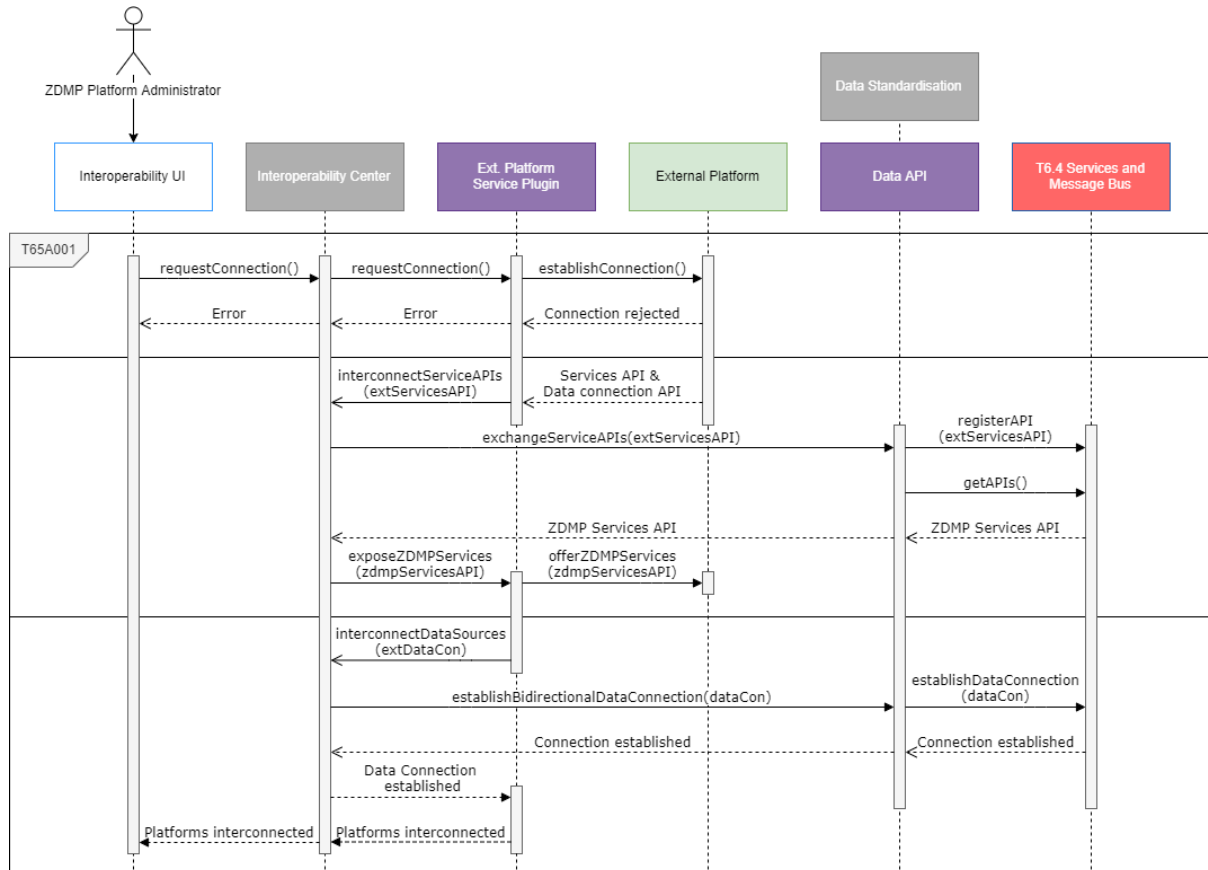 ZDMP Platform Administrator
Data Standardisation
Interoperability UI
Interoperability Center
Ext. Platform
Service Plugin
External Platform
Data API
T6.4 Services and
Message Bus
T65A001
requestConnection()
requestConnection()
establishConnection()
Error
Error
Connection rejected
interconnectServiceAPIs
(extServicesAPI)
Services API &
Data connection API
exchangeServiceAPIs(extServicesAPI)
registerAPI
(extServicesAPI)
getAPIs()
ZDMP Services API
ZDMP Services API
exposeZDMPServices
(zdmpServicesAPI)
offerZDMPServices
(zdmpServicesAPI)
interconnectDataSources
(extDataCon)
establishBidirectionalDataConnection(dataCon)
establishDataConnection
(dataCon)
Connection established
Connection established
Data Connection
established
Platforms interconnected
Platforms interconnected